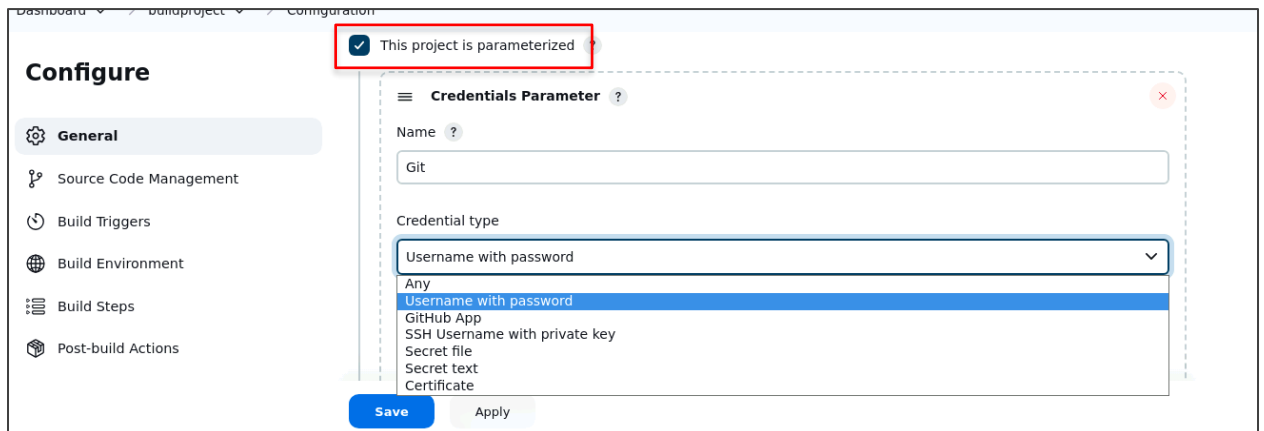 Dashboard > buildproject > Configuration
This project is parameterized ?
Configure
Credentials Parameter ?
Name ?
General
Git
Source Code Management
Build Triggers
Credential type
Build Environment
Username with password
Any
Username with password
Build Steps
GitHub App
SSH Username with private key
Post-build Actions
Secret file
Secret text
Certificate
Save
Apply